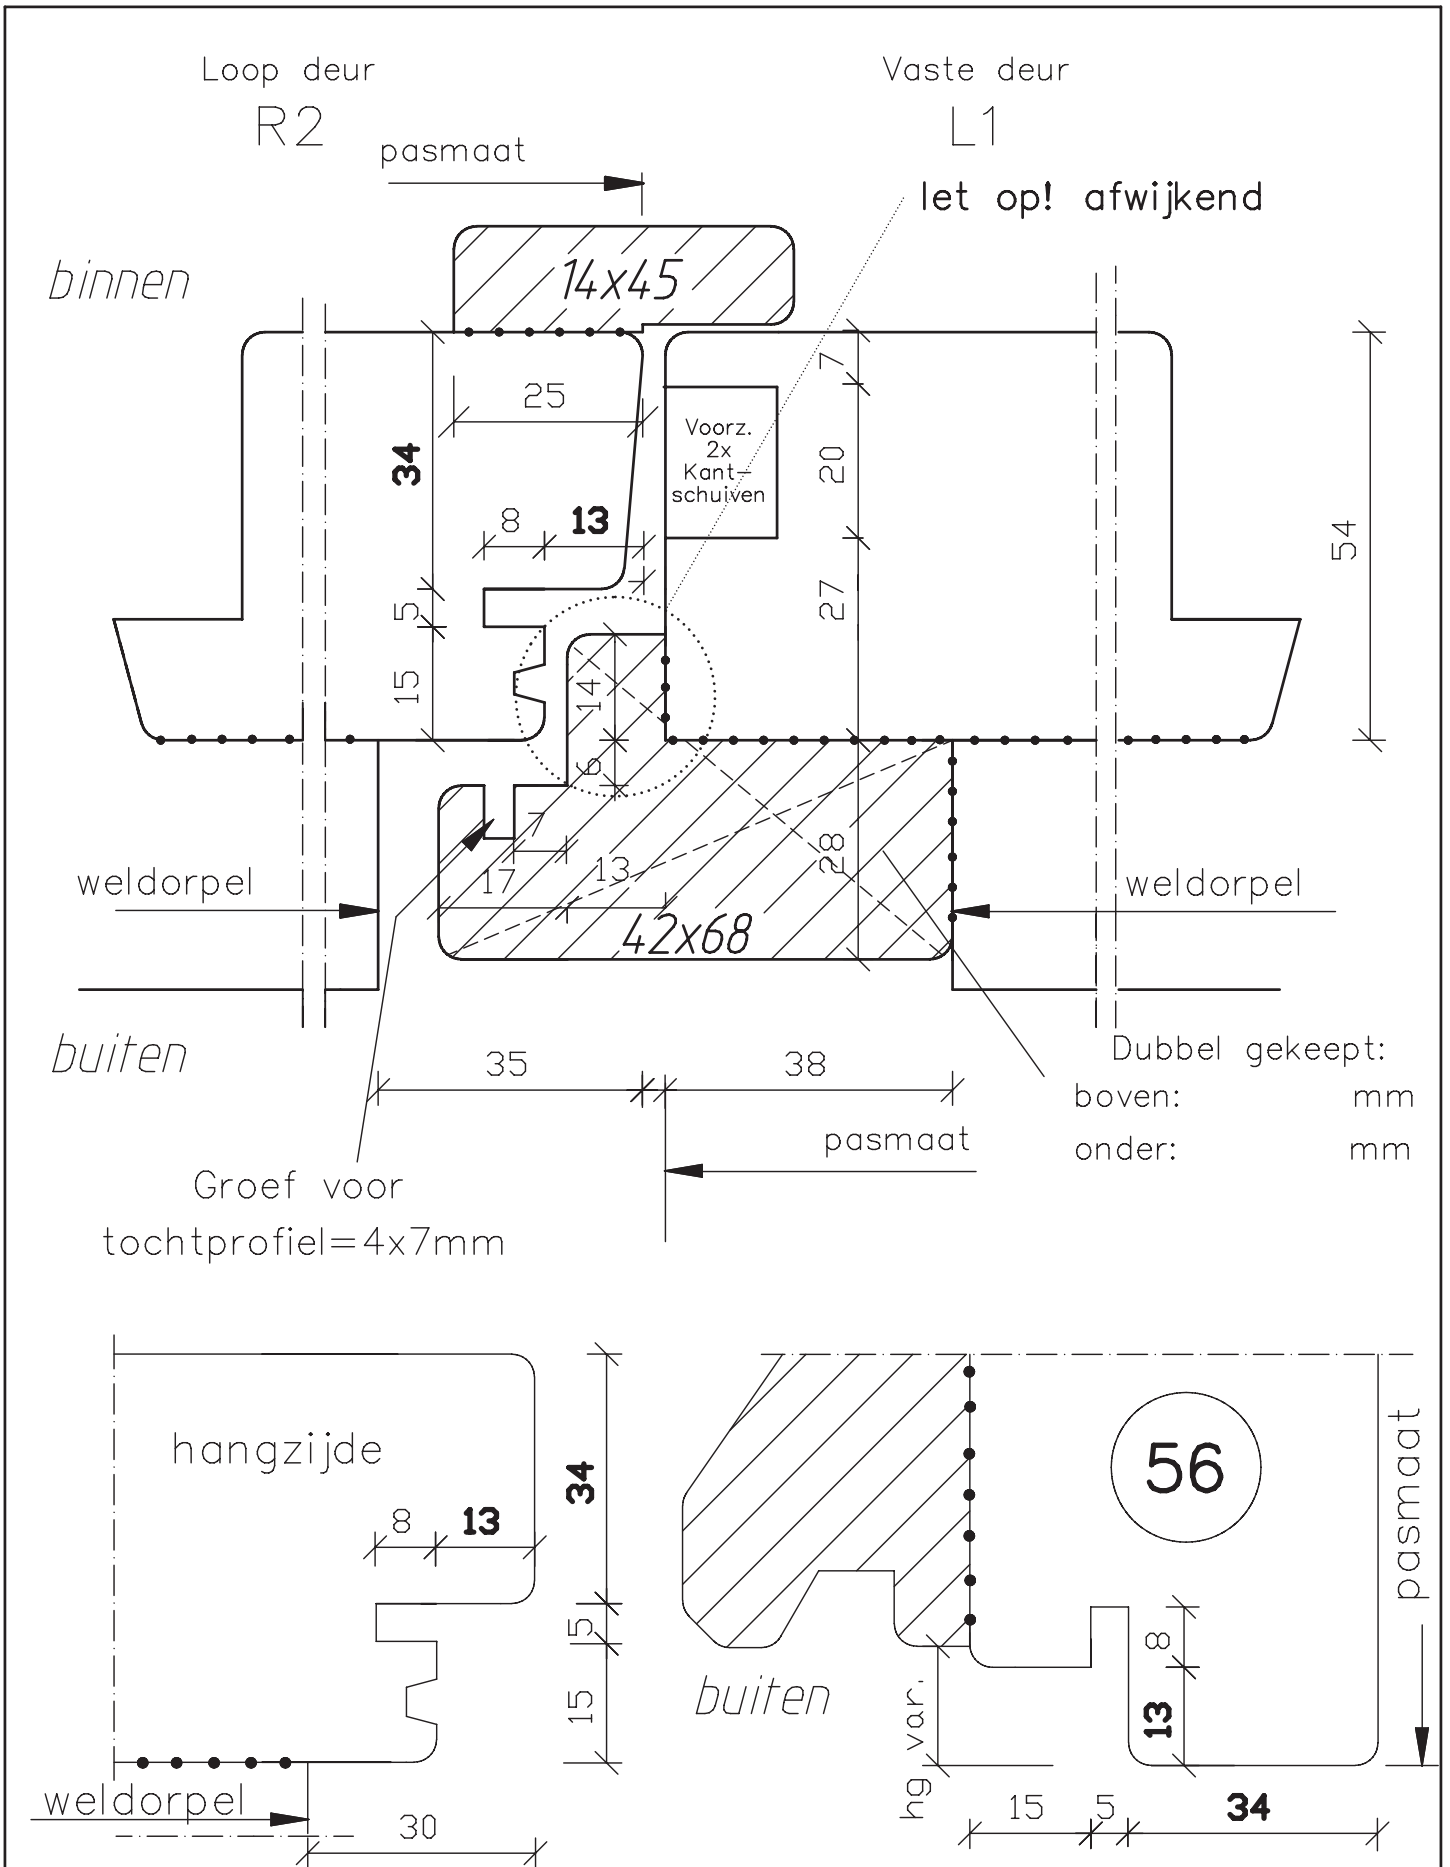 Loop deur
R2
Vaste deur
L1
pasmaat
let op! afwijkend
binnen
14x45
25
7
34
Voorz.
2x
Kant-
schuiven
20
8
13
54
5
27
15
14
6
7
17
13
28
weldorpel
weldorpel
42x68
buiten
35
38
Dubbel gekeept:
boven: mm
onder: mm
pasmaat
Groef voor
tochtprofiel=4x7mm
hangzijde
34
8
13
5
15
weldorpel
30
56
pasmaat
buiten
hg var.
8
13
15
5
34